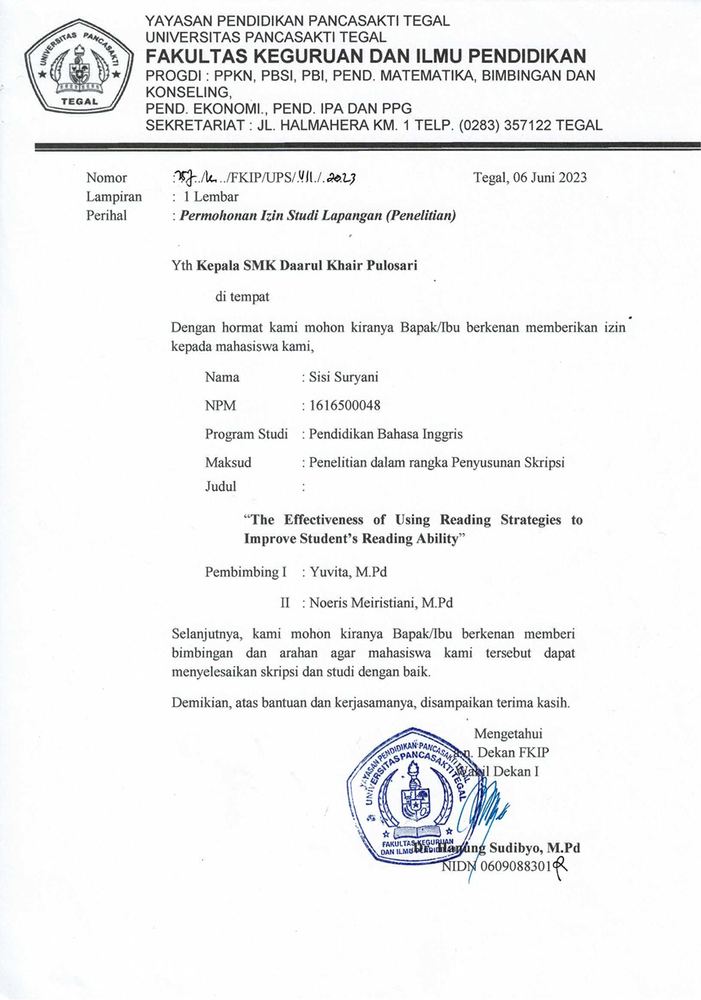 UNIVERSITAS PANCASAKTI
TEGAL
YAYASAN PENDIDIKAN PANCASAKTI TEGAL
UNIVERSITAS PANCASAKTI TEGAL
FAKULTAS KEGURUAN DAN ILMU PENDIDIKAN
PROGDI : PPKN, PBSI, PBI, PEND. MATEMATIKA, BIMBINGAN DAN
KONSELING,
PEND. EKONOMI., PEND. IPA DAN PPG
SEKRETARIAT : JL. HALMAHERA KM. 1 TELP. (0283) 357122 TEGAL
Nomor : /FKIP/UPS/ 2023 Tegal, 06 Juni 2023
Lampiran : 1 Lembar
Perihal : Permohonan Izin Studi Lapangan (Penelitian)
Yth Kepala SMK Daarul Khair Pulosari
di tempat
Dengan hormat kami mohon kiranya Bapak/Ibu berkenan memberikan izin
kepada mahasiswa kami,
Nama : Sisi Suryani
NPM : 1616500048
Program Studi : Pendidikan Bahasa Inggris
Maksud : Penelitian dalam rangka Penyusunan Skripsi
Judul :
“The Effectiveness of Using Reading Strategies to
Improve Student’s Reading Ability”
Pembimbing I : Yuvita, M.Pd
II : Noeris Meiristiani, M.Pd
Selanjutnya, kami mohon kiranya Bapak/Ibu berkenan memberi
bimbingan dan arahan agar mahasiswa kami tersebut dapat
menyelesaikan skripsi dan studi dengan baik.
Demikian, atas bantuan dan kerjasamanya, disampaikan terima kasih.
Mengetahui
a.n. Dekan FKIP
Wakil Dekan I
YAYASAN PENDIDIKAN PANCASAKTI TEGAL
UNIVERSITAS PANCASAKTI TEGAL
FAKULTAS KEGURUAN
DAN ILMU PENDIDIKAN
Dr. Hanung Sudibyo, M.Pd
NIDN 0609088301